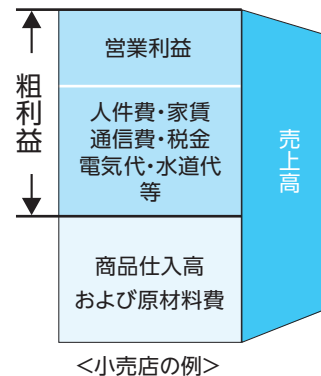 粗利益
営業利益
人件費・家賃
通信費・税金
電気代・水道代
等
商品仕入高
および原材料費
売上高
＜小売店の例＞